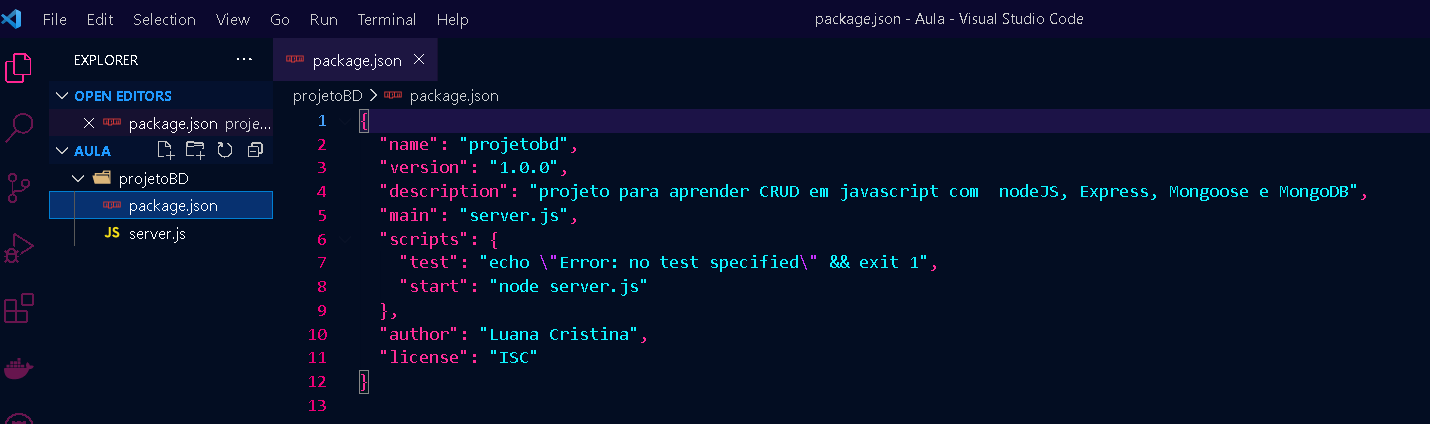 File Edit Selection View Go Run Terminal Help package.json - Aula - Visual Studio Code
EXPLORER ··· package.json
projetoBD > package.json
OPEN EDITORS
package.json proje...
AULA
projetoBD
package.json
JS server.js
1 {
2 "name": "projetobd",
3 "version": "1.0.0",
4 "description": "projeto para aprender CRUD em javascript com  nodeJS, Express, Mongoose e MongoDB",
5 "main": "server.js",
6 "scripts": {
7 "test": "echo \"Error: no test specified\" && exit 1",
8 "start": "node server.js"
9 },
10 "author": "Luana Cristina",
11 "license": "ISC"
12 }
13